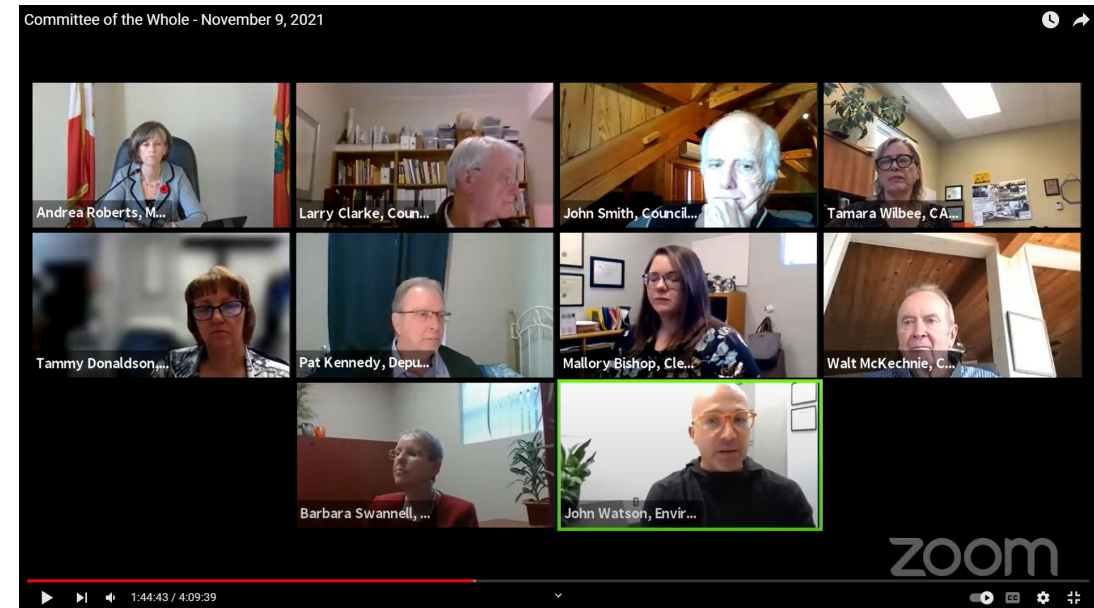 Committee of the Whole - November 9, 2021
Andrea Roberts, M...
Larry Clarke, Coun...
John Smith, Council...
Tamara Wilbee, CA...
Tammy Donaldson,...
Pat Kennedy, Depu...
Mallory Bishop, Cle...
Walt McKechnie, C...
Barbara Swannell, ...
John Watson, Envir...
zoom
1:44:43 / 4:09:39
CC